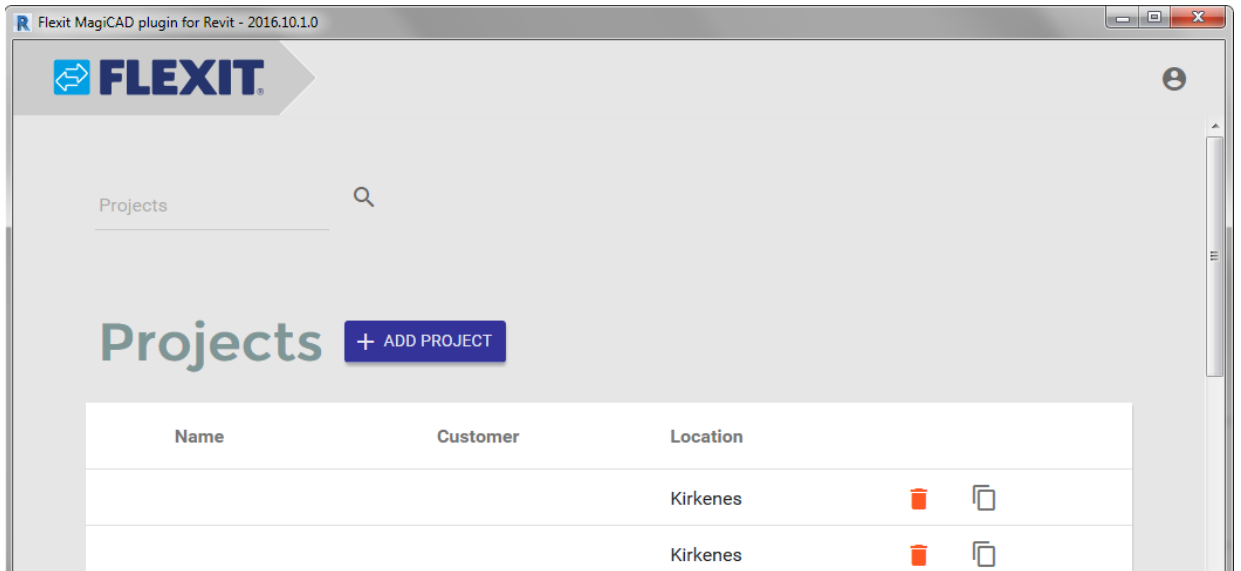 Flexit MagiCAD plugin for Revit - 2016.10.1.0
FLEXIT®
Projects
Projects
+ ADD PROJECT
Name Customer Location
Kirkenes
Kirkenes